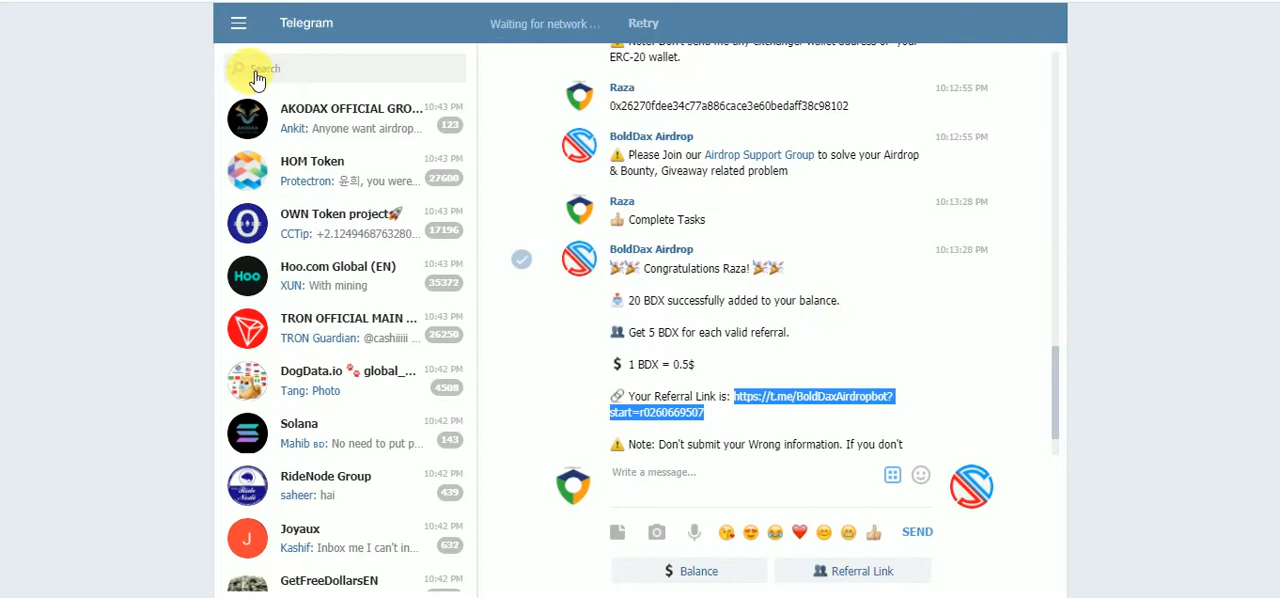 Telegram
Waiting for network ...
Retry
Search
AKODAX OFFICIAL GRO... 10:43 PM
Ankit: Anyone want airdrop... 123
HOM Token 10:43 PM
Protectron: 윤희, you were... 27600
OWN Token project🚀 10:43 PM
CCTip: +2.1249468763280... 17196
Hoo.com Global (EN) 10:43 PM
XUN: With mining 35372
TRON OFFICIAL MAIN ... 10:43 PM
TRON Guardian: @cashiiiii ... 26250
DogData.io 🐾 global_... 10:42 PM
Tang: Photo 4508
Solana 10:42 PM
Mahib BD: No need to put p... 143
RideNode Group 10:42 PM
saheer: hai 439
Joyaux 10:42 PM
Kashif: Inbox me I can't in... 632
GetFreeDollarsEN 10:42 PM
⚠️ Note: Don't send me any exchanger wallet address or your
ERC-20 wallet.
Raza 10:12:55 PM
0x26270fdee34c77a886cace3e60bedaff38c98102
BoldDax Airdrop 10:12:55 PM
⚠️ Please Join our Airdrop Support Group to solve your Airdrop
& Bounty, Giveaway related problem
Raza 10:13:28 PM
👍 Complete Tasks
BoldDax Airdrop 10:13:28 PM
🎉🎉 Congratulations Raza! 🎉🎉
📩 20 BDX successfully added to your balance.
👥 Get 5 BDX for each valid referral.
💲 1 BDX = 0.5$
🔗 Your Referral Link is: https://t.me/BoldDaxAirdropbot?
start=r0260669507
⚠️ Note: Don't submit your Wrong information. If you don't
Write a message...
SEND
💲 Balance
👥 Referral Link